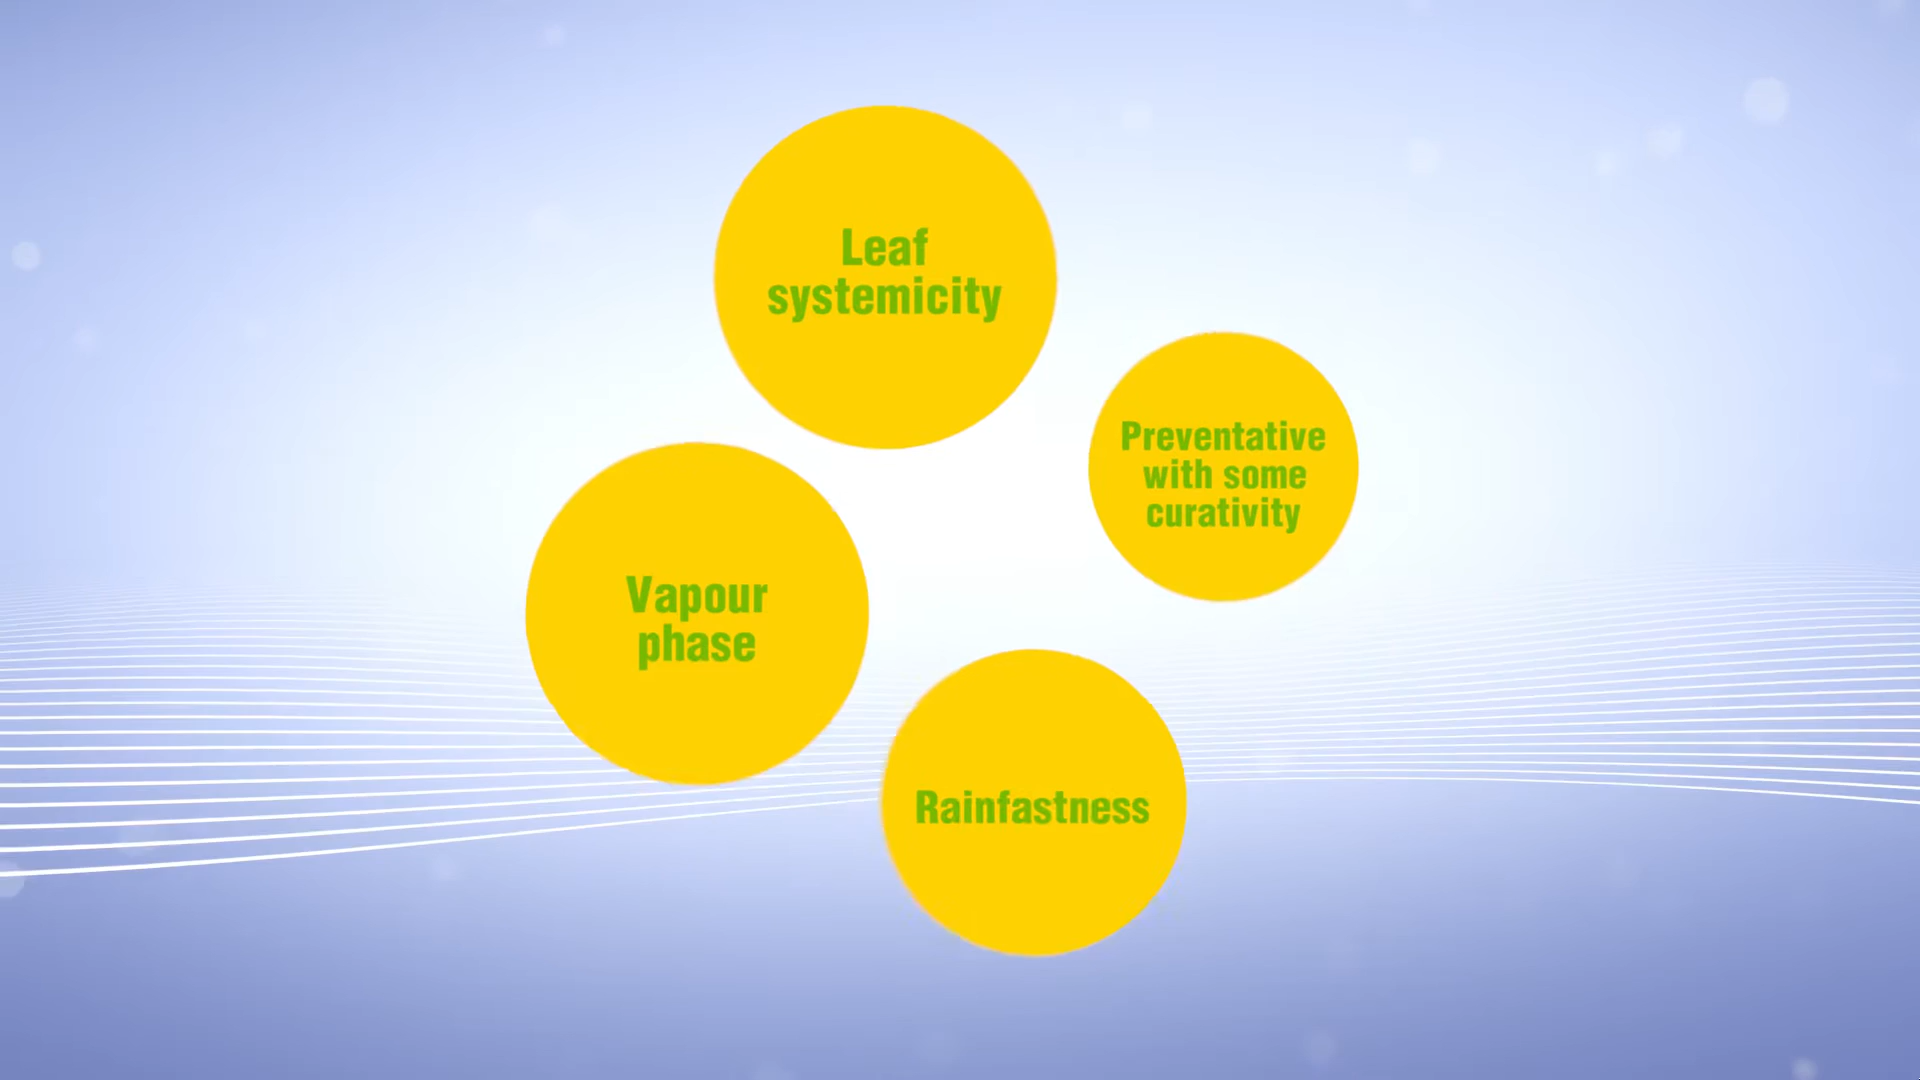 Leaf
systemicity
Preventative
with some
curativity
Vapour
phase
Rainfastness